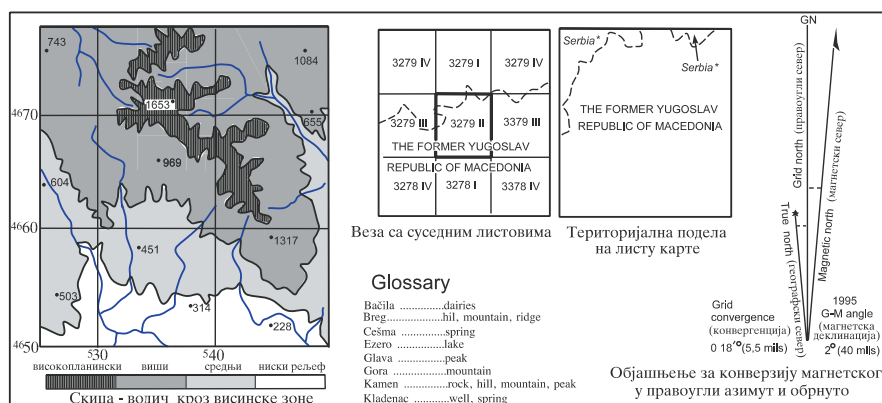 743
1084
4670
1653
655
969
604
4660
451
1317
503
314
228
4650
530 540
високопланински виши средњи ниски рељеф
Скица - водич кроз висинске зоне
3279 IV 3279 I 3279 IV
3279 III 3279 II 3379 III
THE FORMER YUGOSLAV
REPUBLIC OF MACEDONIA
3278 IV 3278 I 3378 IV
Веза са суседним листовима
Serbia*
Serbia*
THE FORMER YUGOSLAV
REPUBLIC OF MACEDONIA
Територијална подела
на листу карте
Glossary
Bačila ..............dairies
Breg..................hill, mountain, ridge
Cešma ..............spring
Ezero ................lake
Glava ................peak
Gora .................mountain
Kamen ..............rock, hill, mountain, peak
Kladenac ..........well, spring
GN
Grid north (правоугли север)
True north (географски север)
Magnetic north (магнетски север)
Grid
convergence
(конвергенција)
0 18'° (5,5 mils)
1995
G-M angle
(магнетска
деклинација)
2° (40 mils)
Објашњење за конверзију магнетског
у правоугли азимут и обрнуто